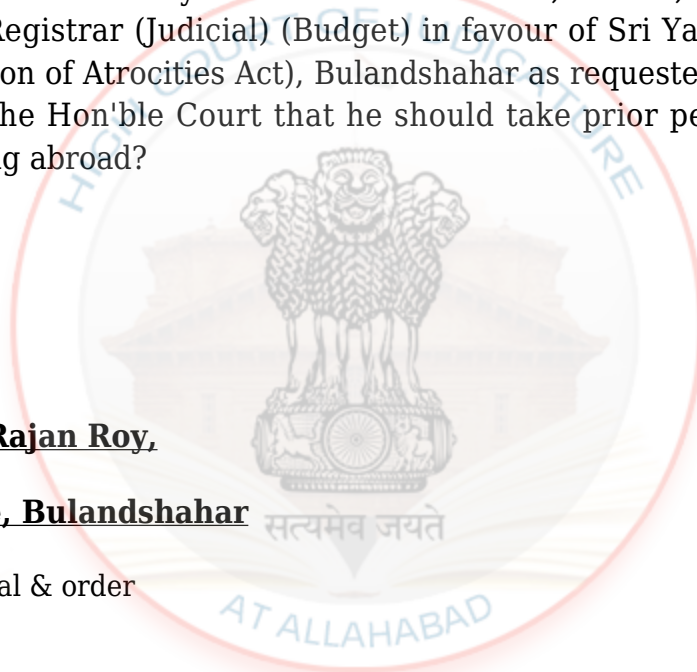 Registrar (Judicial) (Budget) in favour of Sri Ya
on of Atrocities Act), Bulandshahar as requeste
he Hon'ble Court that he should take prior pe
g abroad?
Rajan Roy,
, Bulandshahar
al & order
HIGH COURT OF JUDICATURE
सत्यमेव जयते
AT ALLAHABAD